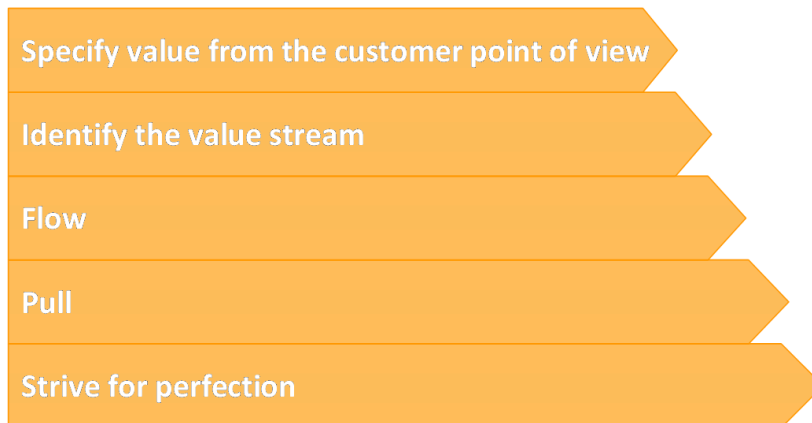 Specify value from the customer point of view
Identify the value stream
Flow
Pull
Strive for perfection